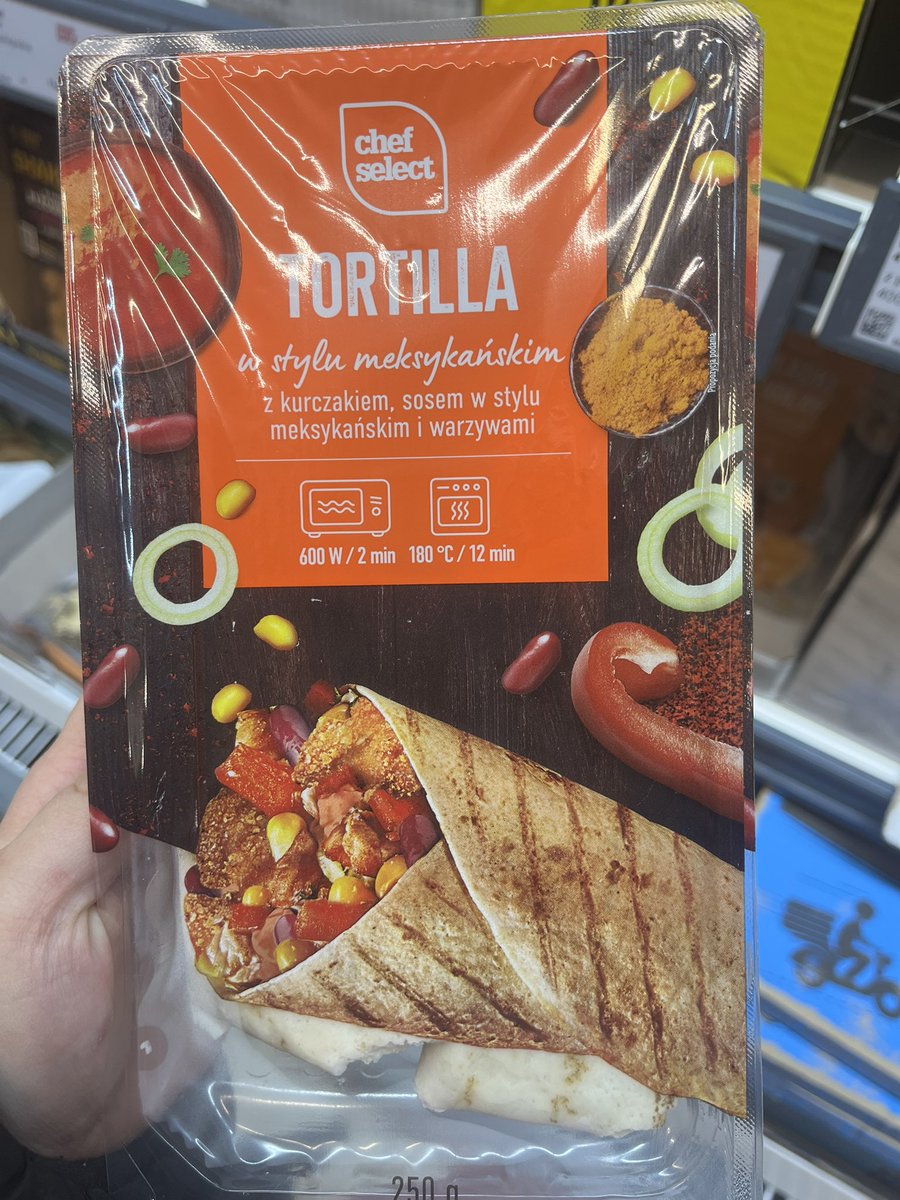 chef
select
TORTILLA
w stylu meksykańskim
z kurczakiem, sosem w stylu
meksykańskim i warzywami
600 W / 2 min 180 °C / 12 min
Propozycja podania
250 g